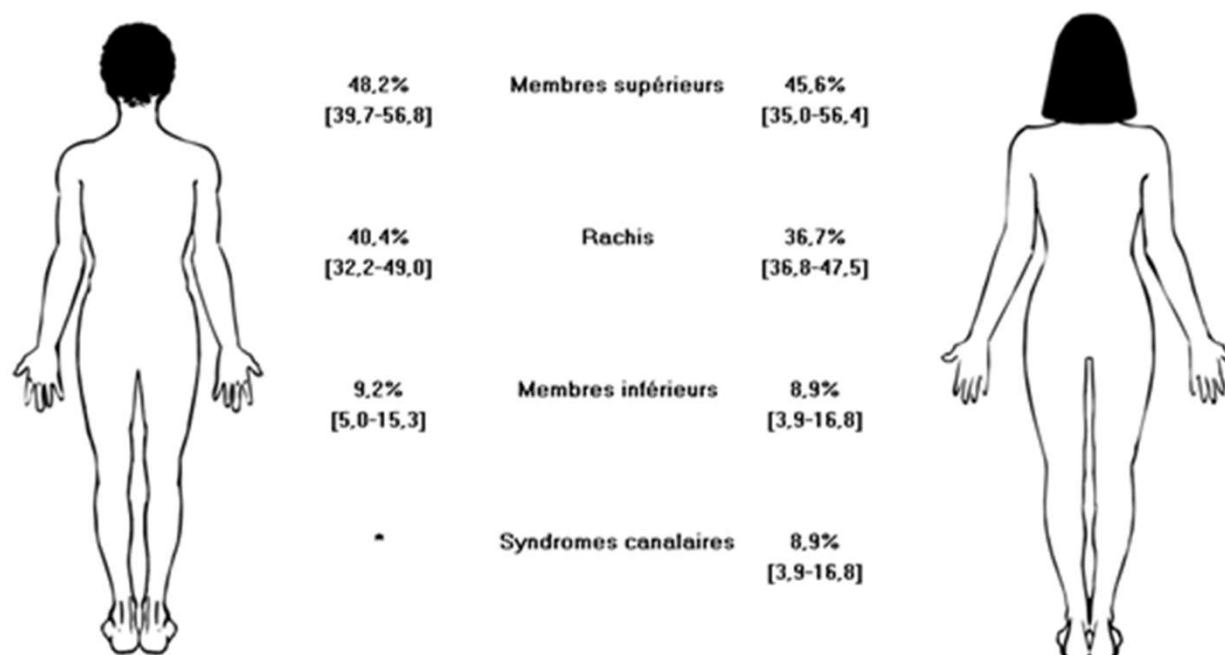 48,2% Membres supérieurs 45,6%
[39,7-56,8] [35,0-56,4]
40,4% Rachis 36,7%
[32,2-49,0] [36,8-47,5]
9,2% Membres inférieurs 8,9%
[5,0-15,3] [3,9-16,8]
* Syndromes canalaires 8,9%
[3,9-16,8]